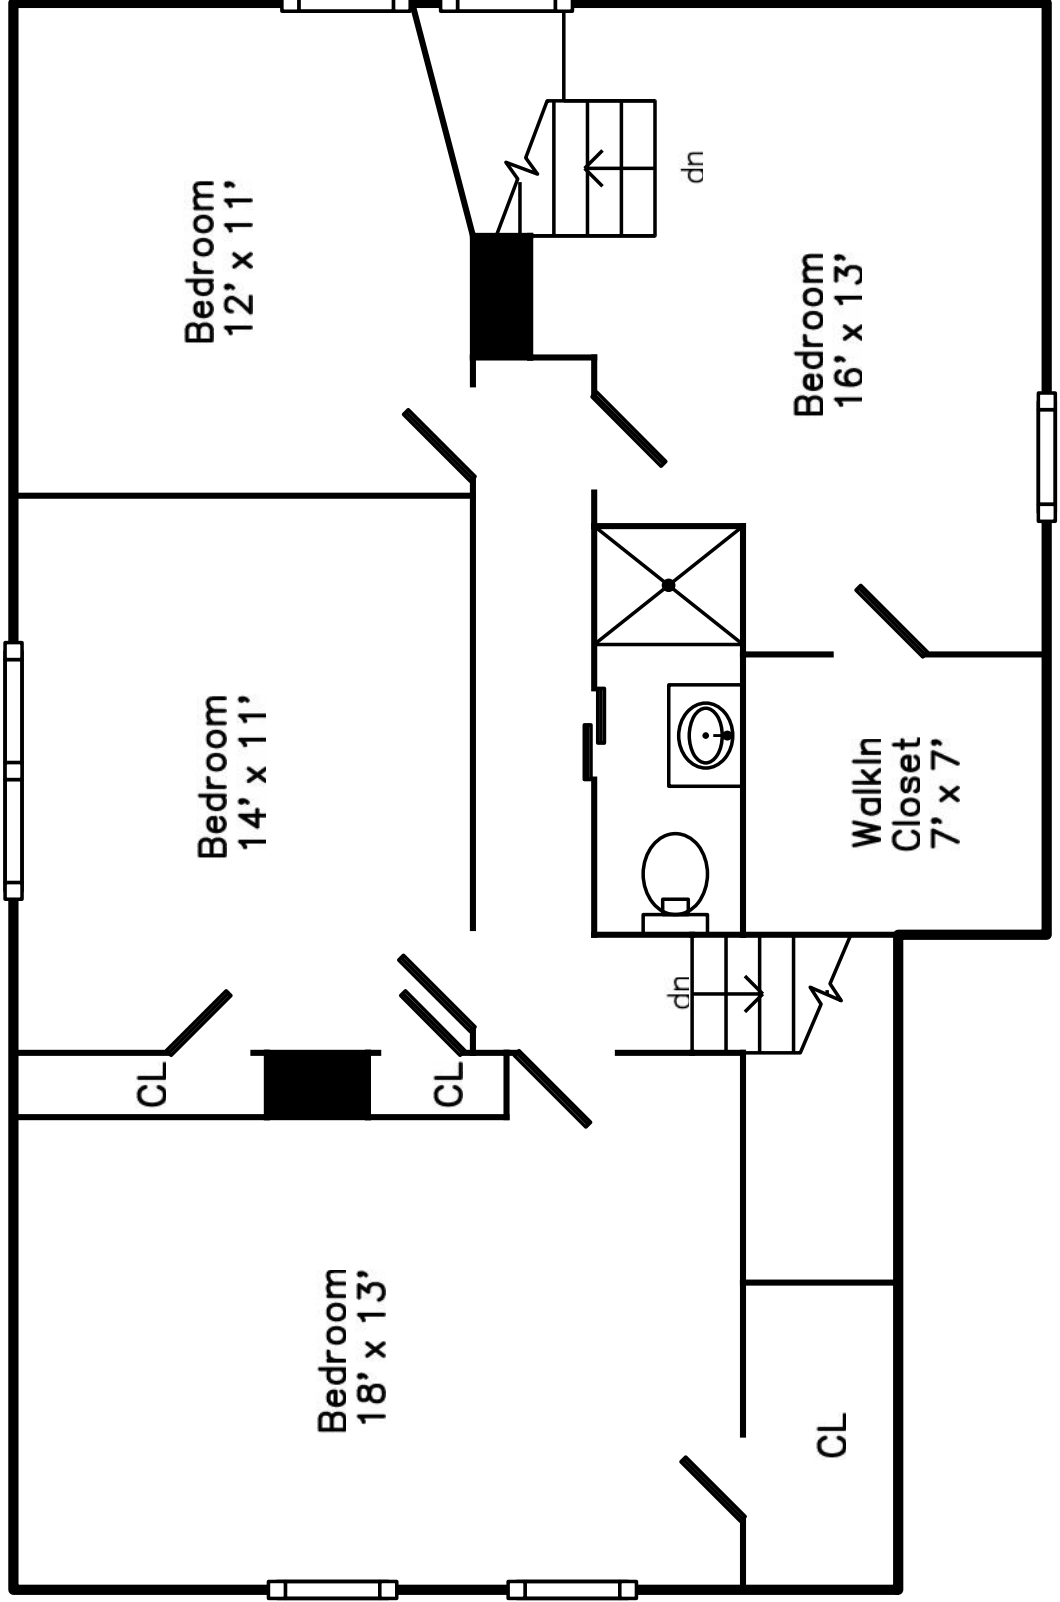 CL
Bedroom
14' x 11'
Bedroom
12' x 11'
Bedroom
18' x 13'
CL
dn
dn
CL
WalkIn
Closet
7' x 7'
Bedroom
16' x 13'